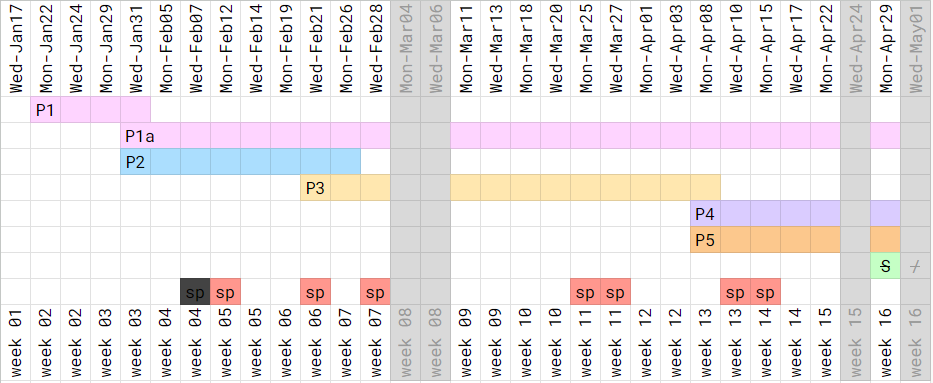 Wed-Jan17
Mon-Jan22
Wed-Jan24
Mon-Jan29
Wed-Jan31
Mon-Feb05
Wed-Feb07
Mon-Feb12
Wed-Feb14
Mon-Feb19
Wed-Feb21
Mon-Feb26
Wed-Feb28
Mon-Mar04
Wed-Mar06
Mon-Mar11
Wed-Mar13
Mon-Mar18
Wed-Mar20
Mon-Mar25
Wed-Mar27
Mon-Apr01
Wed-Apr03
Mon-Apr08
Wed-Apr10
Mon-Apr15
Wed-Apr17
Mon-Apr22
Wed-Apr24
Mon-Apr29
Wed-May01
P1
P1a
P2
P3
P4
P5
S /
sp sp sp sp sp sp sp sp
week 01
week 02
week 02
week 03
week 03
week 04
week 04
week 05
week 05
week 06
week 06
week 07
week 07
week 08
week 08
week 09
week 09
week 10
week 10
week 11
week 11
week 12
week 12
week 13
week 13
week 14
week 14
week 15
week 15
week 16
week 16